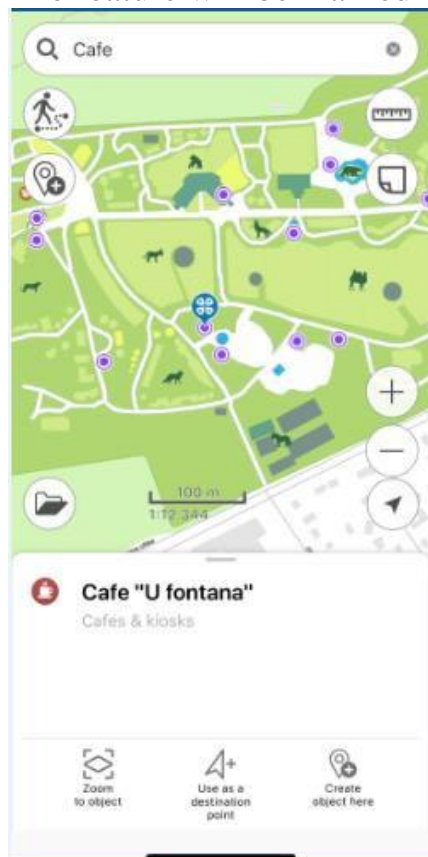 Cafe
100 m
1:12 344
Cafe "U fontana"
Cafes & kiosks
Zoom
to object
Use as a
destination
point
Create
object here